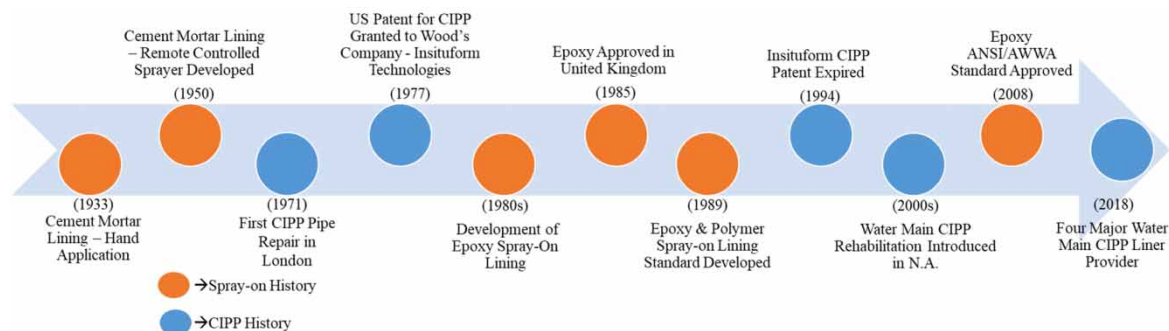 Cement Mortar Lining
– Remote Controlled
Sprayer Developed
(1950)
US Patent for CIPP
Granted to Wood's
Company - Insituform
Technologies
(1977)
Epoxy Approved in
United Kingdom
(1985)
Insituform CIPP
Patent Expired
(1994)
Epoxy
ANSI/AWWA
Standard Approved
(2008)
(1933)
Cement Mortar
Lining – Hand
Application
(1971)
First CIPP Pipe
Repair in
London
(1980s)
Development of
Epoxy Spray-On
Lining
(1989)
Epoxy & Polymer
Spray-on Lining
Standard Developed
(2000s)
Water Main CIPP
Rehabilitation Introduced
in N.A.
(2018)
Four Major Water
Main CIPP Liner
Provider
→Spray-on History
→CIPP History